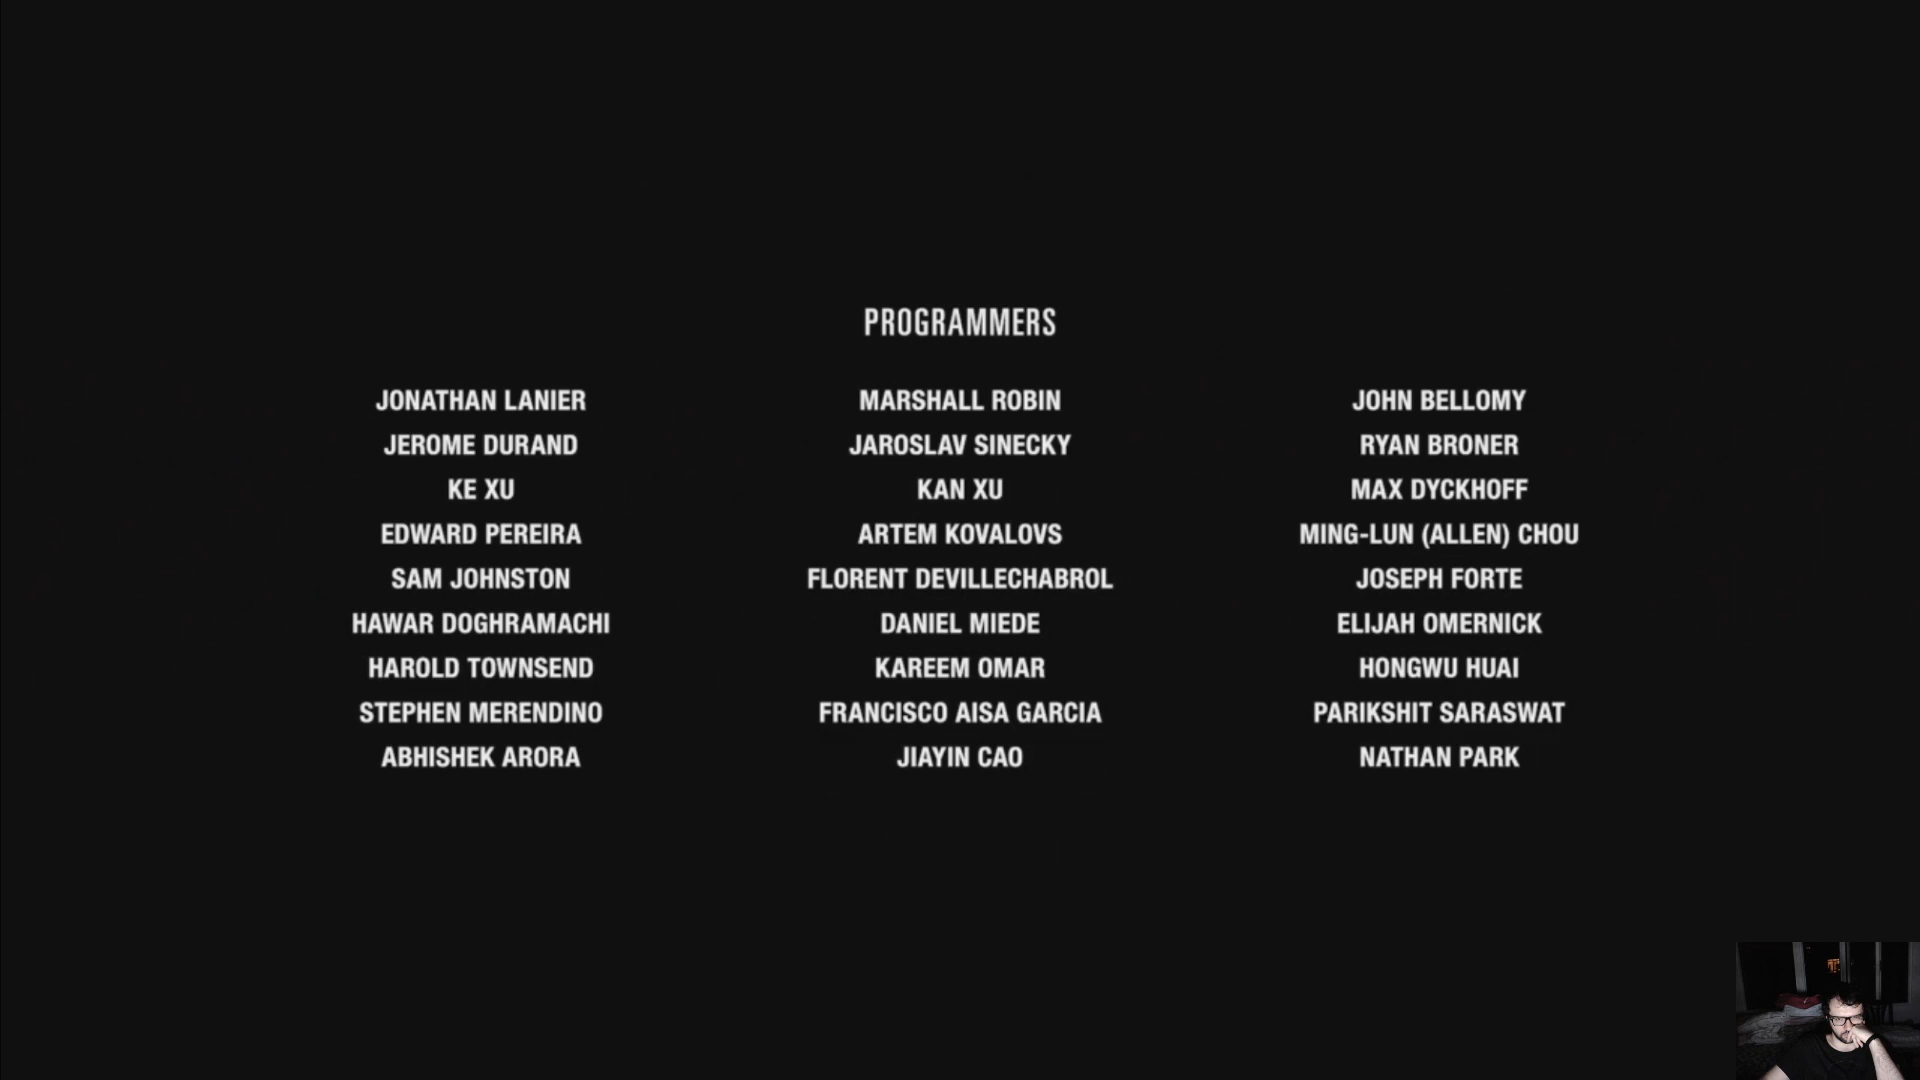 PROGRAMMERS
JONATHAN LANIER MARSHALL ROBIN JOHN BELLOMY
JEROME DURAND JAROSLAV SINECKY RYAN BRONER
KE XU KAN XU MAX DYCKHOFF
EDWARD PEREIRA ARTEM KOVALOVS MING-LUN (ALLEN) CHOU
SAM JOHNSTON FLORENT DEVILLECHABROL JOSEPH FORTE
HAWAR DOGHRAMACHI DANIEL MIEDE ELIJAH OMERNICK
HAROLD TOWNSEND KAREEM OMAR HONGWU HUAI
STEPHEN MERENDINO FRANCISCO AISA GARCIA PARIKSHIT SARASWAT
ABHISHEK ARORA JIAYIN CAO NATHAN PARK